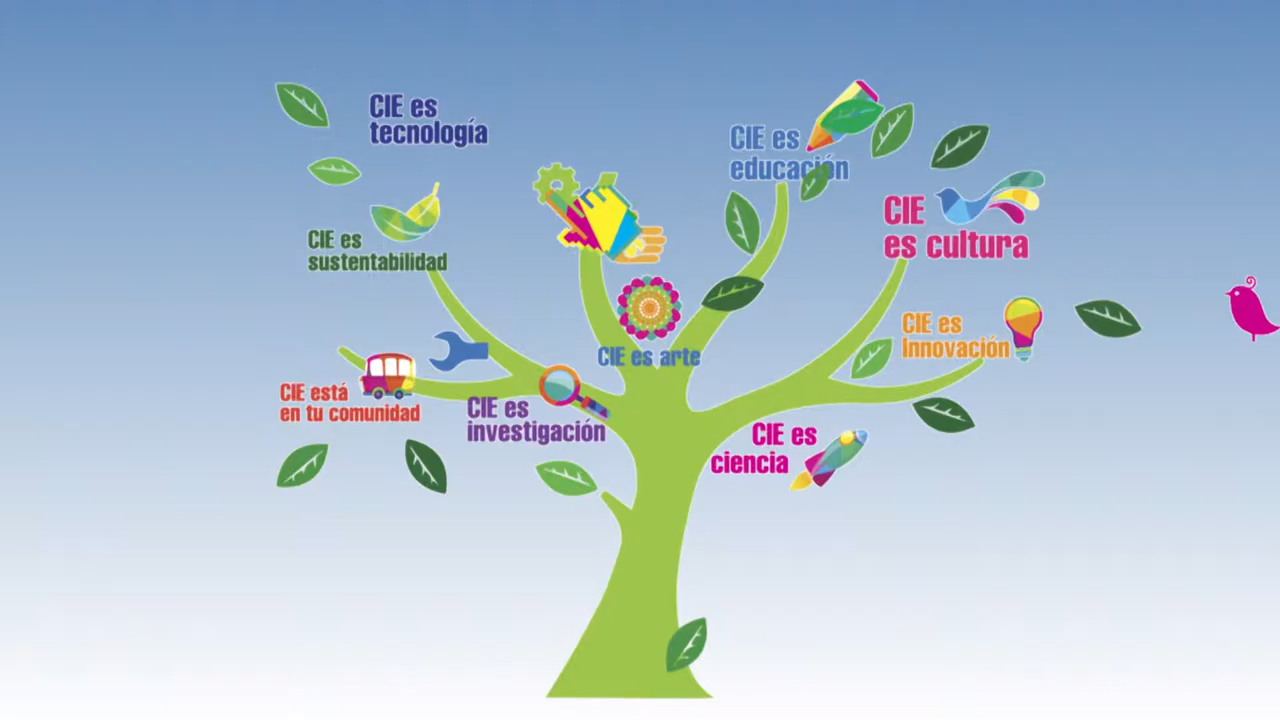 CIE es
tecnología
CIE es
educación
CIE
es cultura
CIE es
sustentabilidad
CIE es
Innovación
CIE es arte
CIE está
en tu comunidad
CIE es
investigación
CIE es
ciencia